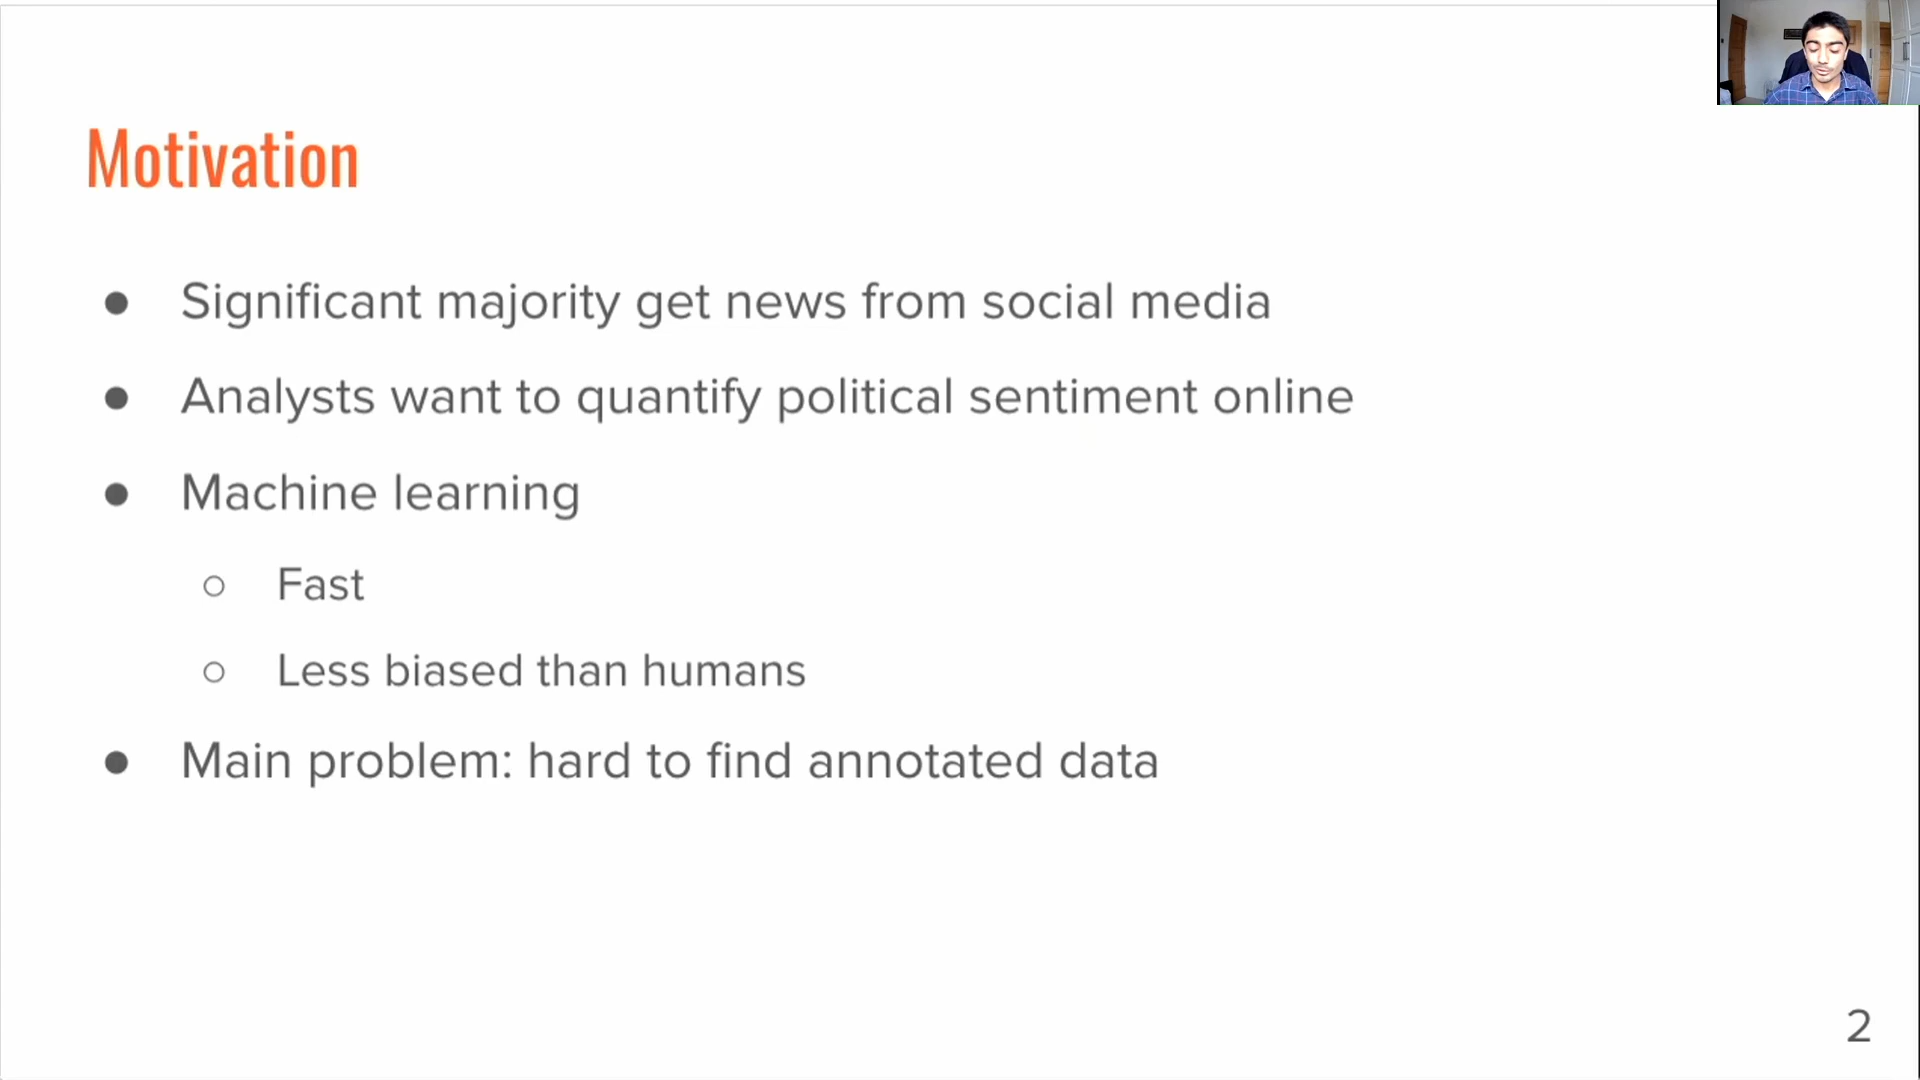 Motivation
● Significant majority get news from social media
● Analysts want to quantify political sentiment online
● Machine learning
○ Fast
○ Less biased than humans
● Main problem: hard to find annotated data
2